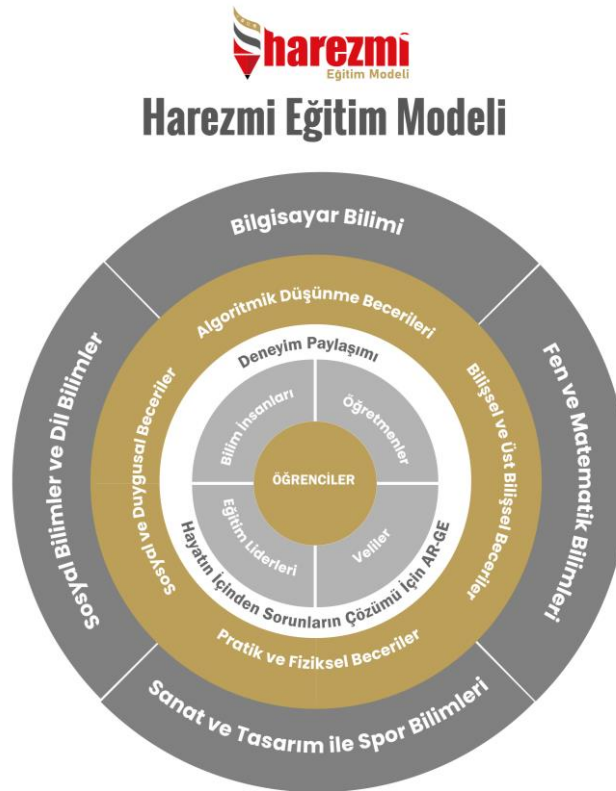 harezmi
Eğitim Modeli
Harezmi Eğitim Modeli
Bilgisayar Bilimi
Fen ve Matematik Bilimleri
Sanat ve Tasarım ile Spor Bilimleri
Sosyal Bilimler ve Dil Bilimler
Algoritmik Düşünme Becerileri
Bilişsel ve Üst Bilişsel Beceriler
Pratik ve Fiziksel Beceriler
Sosyal ve Duygusal Beceriler
Deneyim Paylaşımı
Hayatın İçinden Sorunların Çözümü İçin AR-GE
Bilim İnsanları
Öğretmenler
Veliler
Eğitim Liderleri
ÖĞRENCİLER